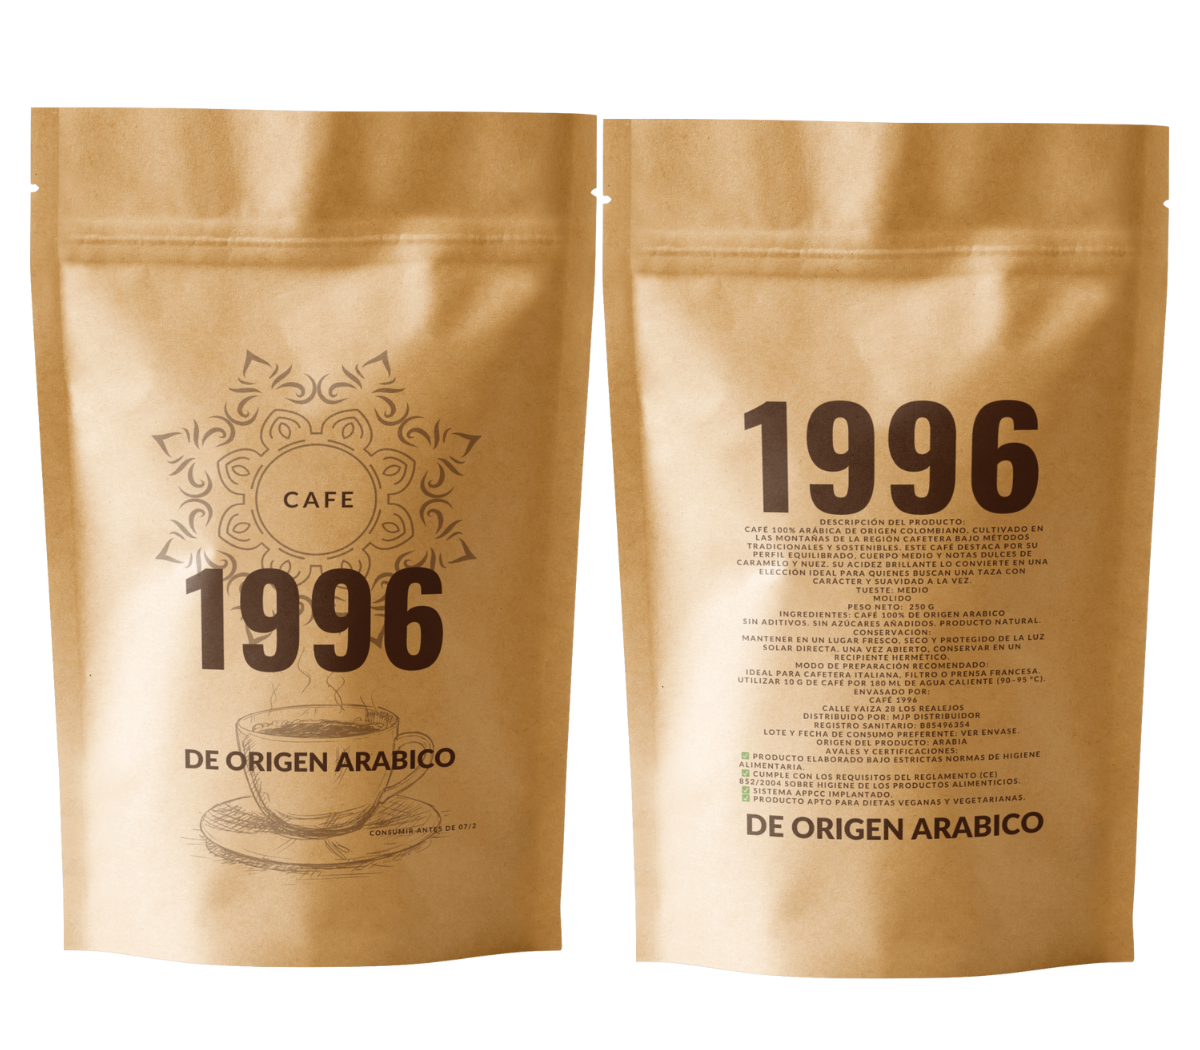 CAFE
1996
DE ORIGEN ARABICO
CONSUMIR ANTES DE 07/2
1996
DESCRIPCIÓN DEL PRODUCTO:
CAFÉ 100% ARÁBICA DE ORIGEN COLOMBIANO, CULTIVADO EN
LAS MONTAÑAS DE LA REGIÓN CAFETERA BAJO MÉTODOS
TRADICIONALES Y SOSTENIBLES. ESTE CAFÉ DESTACA POR SU
PERFIL EQUILIBRADO, CUERPO MEDIO Y NOTAS DULCES DE
CARAMELO Y NUEZ. SU ACIDEZ BRILLANTE LO CONVIERTE EN UNA
ELECCIÓN IDEAL PARA QUIENES BUSCAN UNA TAZA CON
CARÁCTER Y SUAVIDAD A LA VEZ.
TUESTE: MEDIO
MOLIDO
PESO NETO: 250 G
INGREDIENTES: CAFÉ 100% DE ORIGEN ARABICO
SIN ADITIVOS. SIN AZÚCARES AÑADIDOS. PRODUCTO NATURAL.
CONSERVACIÓN:
MANTENER EN UN LUGAR FRESCO, SECO Y PROTEGIDO DE LA LUZ
SOLAR DIRECTA. UNA VEZ ABIERTO, CONSERVAR EN UN
RECIPIENTE HERMÉTICO.
MODO DE PREPARACIÓN RECOMENDADO:
IDEAL PARA CAFETERA ITALIANA, FILTRO O PRENSA FRANCESA.
UTILIZAR 10 G DE CAFÉ POR 180 ML DE AGUA CALIENTE (90–95 °C).
ENVASADO POR:
CAFÉ 1996
CALLE YAIZA 28 LOS REALEJOS
DISTRIBUIDO POR: MJP DISTRIBUIDOR
REGISTRO SANITARIO: B85496354
LOTE Y FECHA DE CONSUMO PREFERENTE: VER ENVASE.
ORIGEN DEL PRODUCTO: ARABIA
AVALES Y CERTIFICACIONES:
✅ PRODUCTO ELABORADO BAJO ESTRICTAS NORMAS DE HIGIENE
ALIMENTARIA.
✅ CUMPLE CON LOS REQUISITOS DEL REGLAMENTO (CE)
852/2004 SOBRE HIGIENE DE LOS PRODUCTOS ALIMENTICIOS.
✅ SISTEMA APPCC IMPLANTADO.
✅ PRODUCTO APTO PARA DIETAS VEGANAS Y VEGETARIANAS.
DE ORIGEN ARABICO